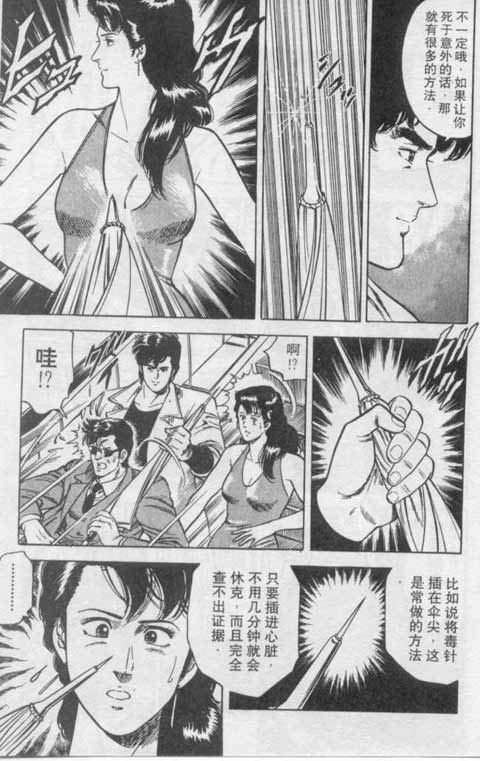 不一定哦．如果让你
死于意外的话，那
就有很多的方法．
啊!?
哇!?
比如说将毒针
插在伞尖，这
是常做的方法
只要插进心脏，
不用几分钟就会
休克，而且完全
查不出证据．
…………